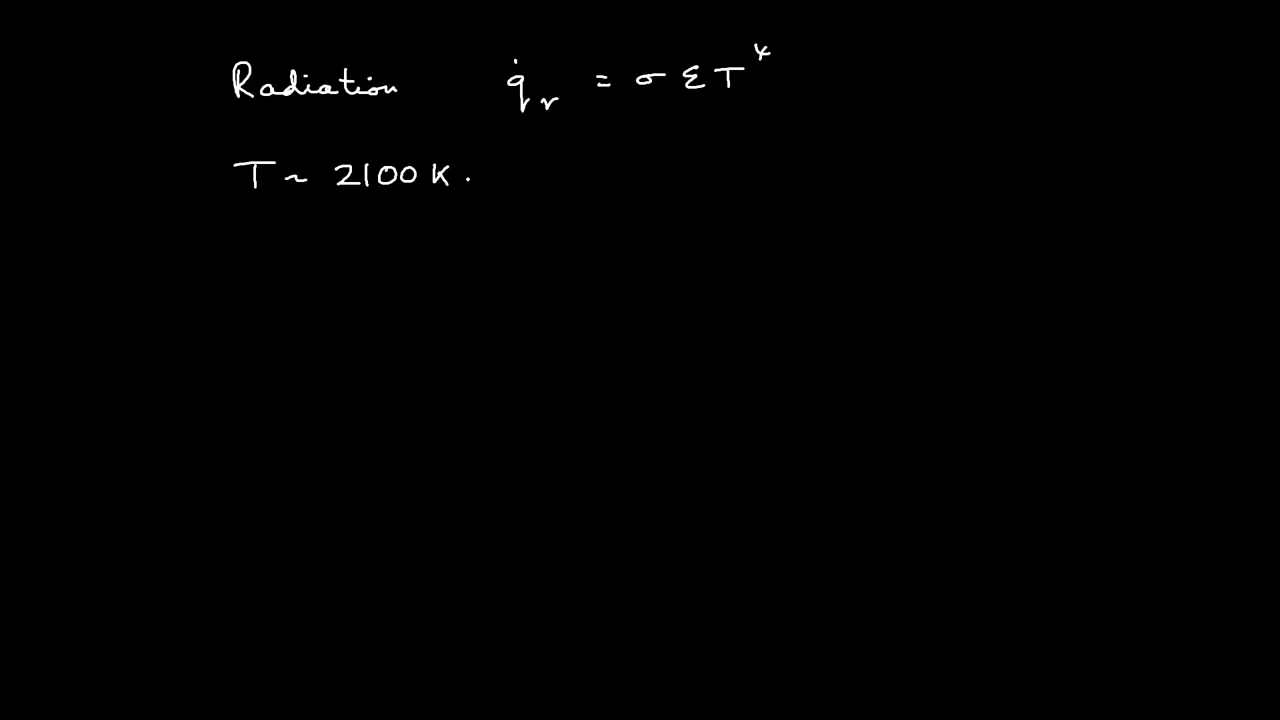 Radiation q̇ᵣ = σ Ɛ T⁴
T ~ 2100 K.